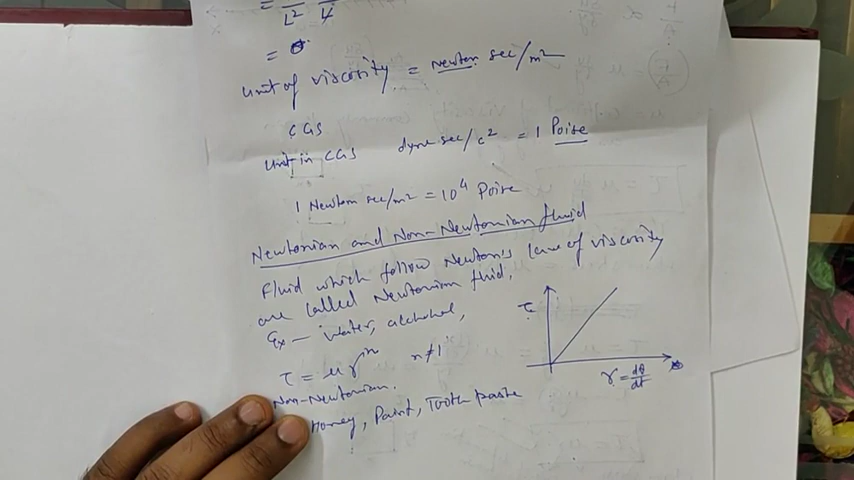 = L² 4
=
Unit of viscosity = newton sec/m²
CGS
Unit in CGS dyne sec/c² = 1 Poise
1 Newton sec/m² = 10⁴ Poise
Newtonian and Non-Newtonian fluid
Fluid which follow Newton's law of viscosity
are called Newtonian fluid.
Ex – Water, alcohol,
τ = μ γⁿ n≠1
Non-Newtonian.
Honey, Paint, Tooth paste
τ
γ = dθ/dt